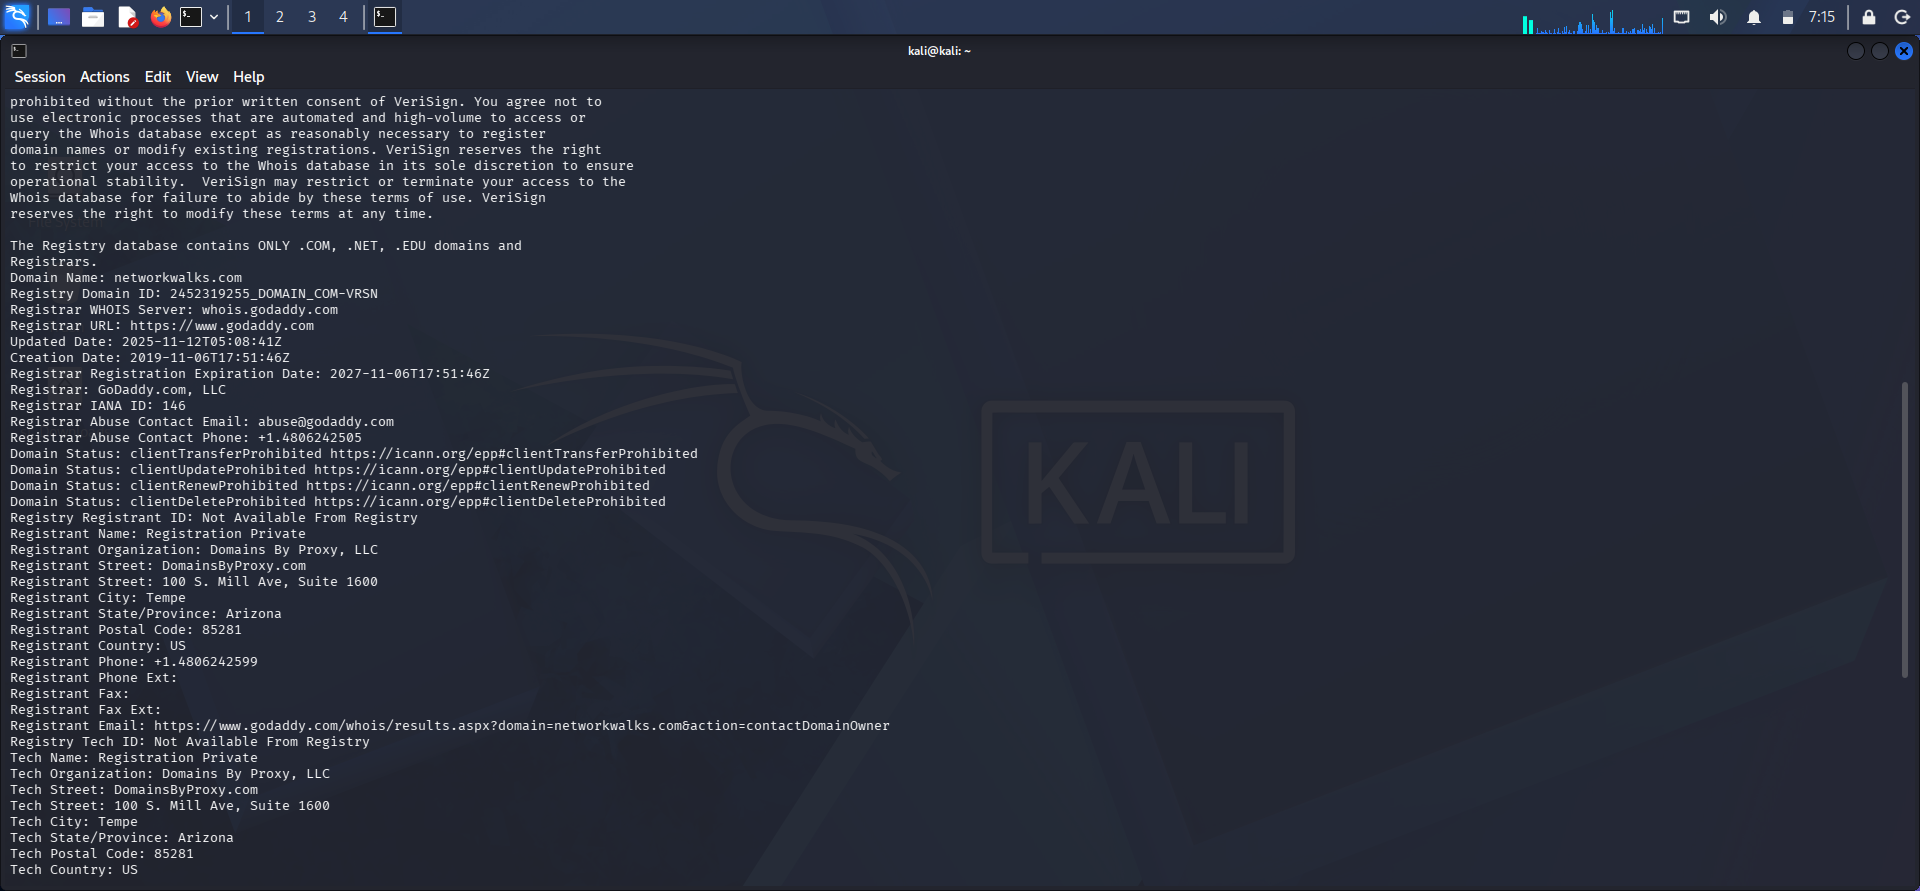 1 2 3 4 7:15
kali@kali: ~
Session Actions Edit View Help
prohibited without the prior written consent of VeriSign. You agree not to
use electronic processes that are automated and high-volume to access or
query the Whois database except as reasonably necessary to register
domain names or modify existing registrations. VeriSign reserves the right
to restrict your access to the Whois database in its sole discretion to ensure
operational stability.  VeriSign may restrict or terminate your access to the
Whois database for failure to abide by these terms of use. VeriSign
reserves the right to modify these terms at any time.

The Registry database contains ONLY .COM, .NET, .EDU domains and
Registrars.
Domain Name: networkwalks.com
Registry Domain ID: 2452319255_DOMAIN_COM-VRSN
Registrar WHOIS Server: whois.godaddy.com
Registrar URL: https://www.godaddy.com
Updated Date: 2025-11-12T05:08:41Z
Creation Date: 2019-11-06T17:51:46Z
Registrar Registration Expiration Date: 2027-11-06T17:51:46Z
Registrar: GoDaddy.com, LLC
Registrar IANA ID: 146
Registrar Abuse Contact Email: abuse@godaddy.com
Registrar Abuse Contact Phone: +1.4806242505
Domain Status: clientTransferProhibited https://icann.org/epp#clientTransferProhibited
Domain Status: clientUpdateProhibited https://icann.org/epp#clientUpdateProhibited
Domain Status: clientRenewProhibited https://icann.org/epp#clientRenewProhibited
Domain Status: clientDeleteProhibited https://icann.org/epp#clientDeleteProhibited
Registry Registrant ID: Not Available From Registry
Registrant Name: Registration Private
Registrant Organization: Domains By Proxy, LLC
Registrant Street: DomainsByProxy.com
Registrant Street: 100 S. Mill Ave, Suite 1600
Registrant City: Tempe
Registrant State/Province: Arizona
Registrant Postal Code: 85281
Registrant Country: US
Registrant Phone: +1.4806242599
Registrant Phone Ext:
Registrant Fax:
Registrant Fax Ext:
Registrant Email: https://www.godaddy.com/whois/results.aspx?domain=networkwalks.com&action=contactDomainOwner
Registry Tech ID: Not Available From Registry
Tech Name: Registration Private
Tech Organization: Domains By Proxy, LLC
Tech Street: DomainsByProxy.com
Tech Street: 100 S. Mill Ave, Suite 1600
Tech City: Tempe
Tech State/Province: Arizona
Tech Postal Code: 85281
Tech Country: US
KALI